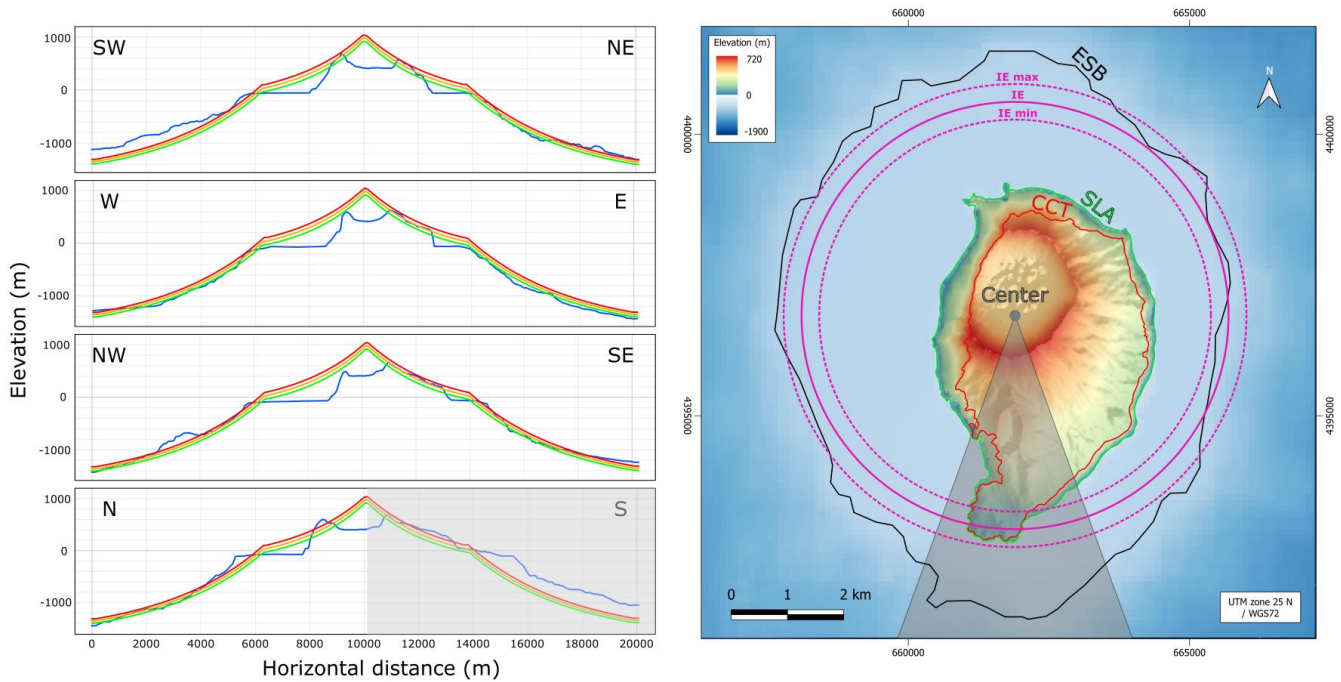 SW
NE
1000
0
-1000
W
E
1000
0
-1000
NW
SE
1000
0
-1000
N
S
1000
0
-1000
0
2000
4000
6000
8000
10000
12000
14000
16000
18000
20000
Elevation (m)
Horizontal distance (m)
660000
665000
Elevation (m)
720
0
-1900
ESB
IE max
IE
IE min
N
4400000
4400000
CCT
SLA
Center
4395000
4395000
0
1
2 km
UTM zone 25 N
/ WGS72
660000
665000